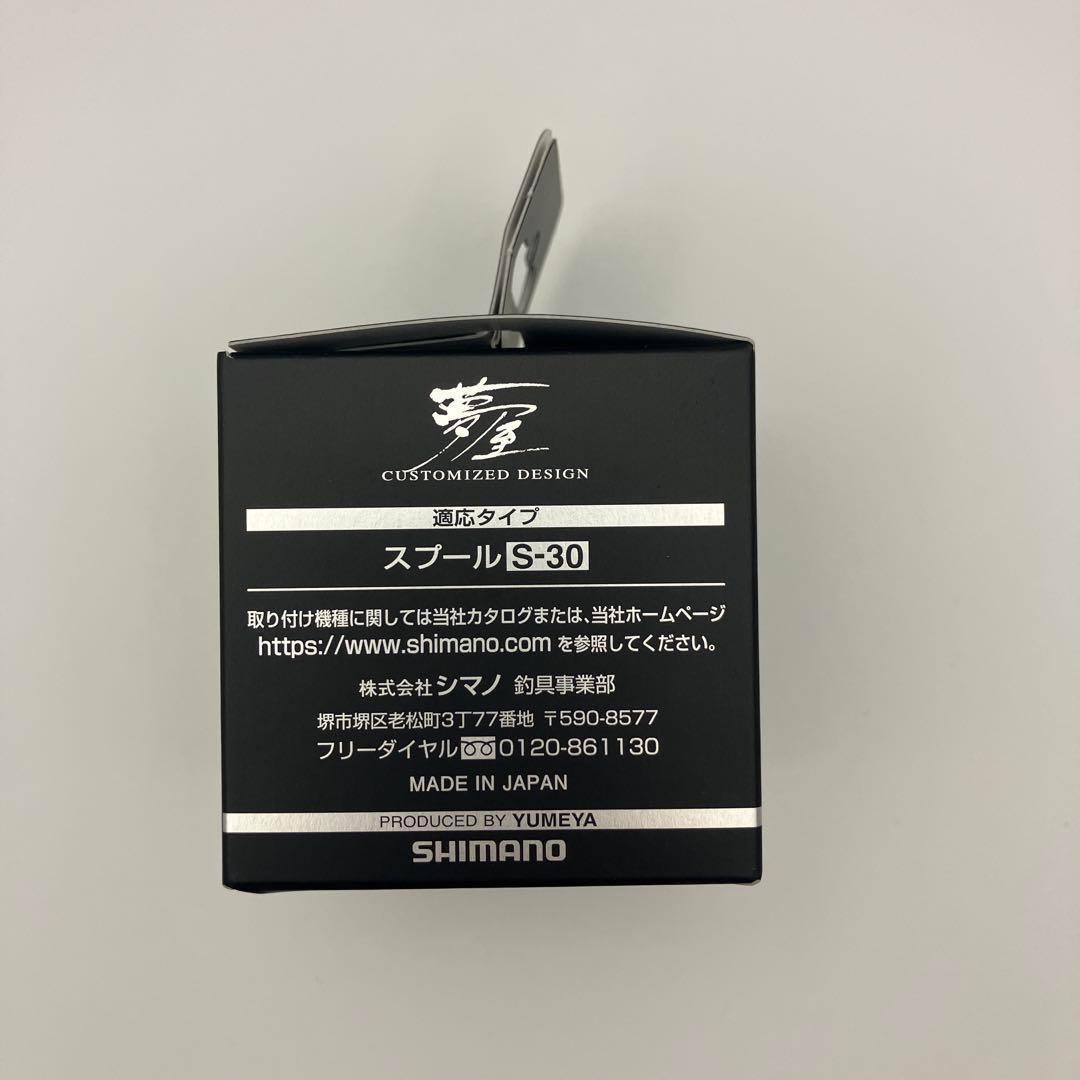 夢屋
CUSTOMIZED DESIGN
適応タイプ
スプール S-30
取り付け機種に関しては当社カタログまたは、当社ホームページ
https://www.shimano.com を参照してください。
株式会社 シマノ 釣具事業部
堺市堺区老松町3丁77番地 〒590-8577
フリーダイヤル 0120-861130
MADE IN JAPAN
PRODUCED BY YUMEYA
SHIMANO